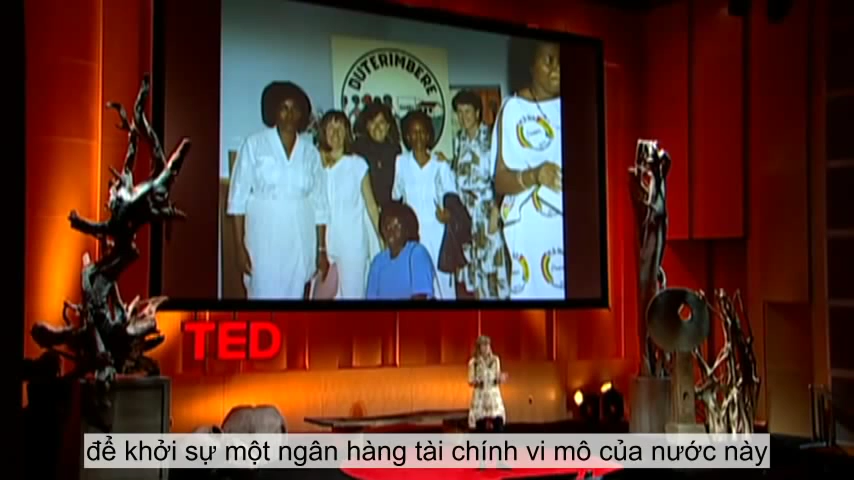 DUTERIMBERE
TED
để khởi sự một ngân hàng tài chính vi mô của nước này